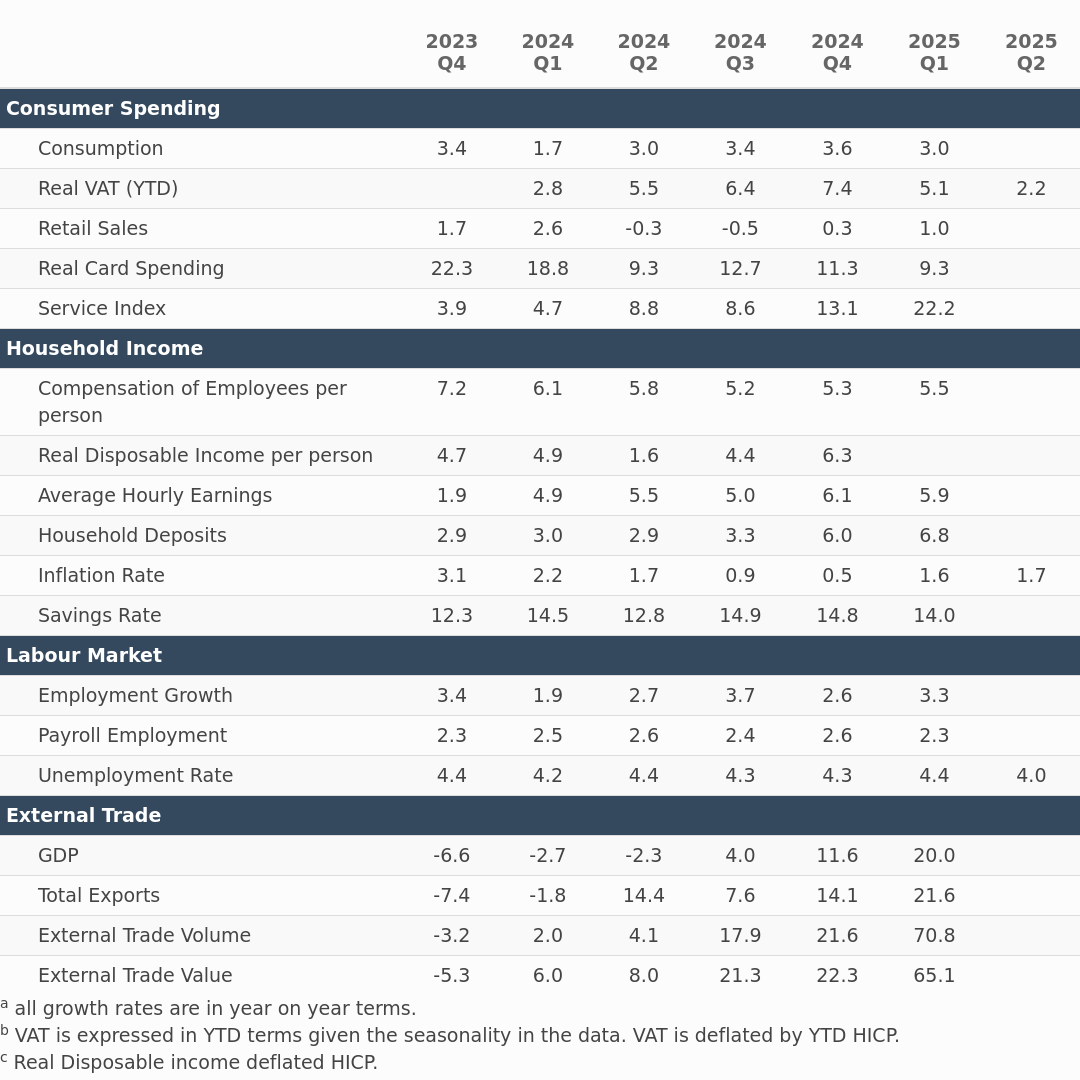 2023 2024 2024 2024 2024 2025 2025
Q4 Q1 Q2 Q3 Q4 Q1 Q2
Consumer Spending
Consumption 3.4 1.7 3.0 3.4 3.6 3.0
Real VAT (YTD) 2.8 5.5 6.4 7.4 5.1 2.2
Retail Sales 1.7 2.6 -0.3 -0.5 0.3 1.0
Real Card Spending 22.3 18.8 9.3 12.7 11.3 9.3
Service Index 3.9 4.7 8.8 8.6 13.1 22.2
Household Income
Compensation of Employees per 7.2 6.1 5.8 5.2 5.3 5.5
person
Real Disposable Income per person 4.7 4.9 1.6 4.4 6.3
Average Hourly Earnings 1.9 4.9 5.5 5.0 6.1 5.9
Household Deposits 2.9 3.0 2.9 3.3 6.0 6.8
Inflation Rate 3.1 2.2 1.7 0.9 0.5 1.6 1.7
Savings Rate 12.3 14.5 12.8 14.9 14.8 14.0
Labour Market
Employment Growth 3.4 1.9 2.7 3.7 2.6 3.3
Payroll Employment 2.3 2.5 2.6 2.4 2.6 2.3
Unemployment Rate 4.4 4.2 4.4 4.3 4.3 4.4 4.0
External Trade
GDP -6.6 -2.7 -2.3 4.0 11.6 20.0
Total Exports -7.4 -1.8 14.4 7.6 14.1 21.6
External Trade Volume -3.2 2.0 4.1 17.9 21.6 70.8
External Trade Value -5.3 6.0 8.0 21.3 22.3 65.1
a all growth rates are in year on year terms.
b VAT is expressed in YTD terms given the seasonality in the data. VAT is deflated by YTD HICP.
c Real Disposable income deflated HICP.